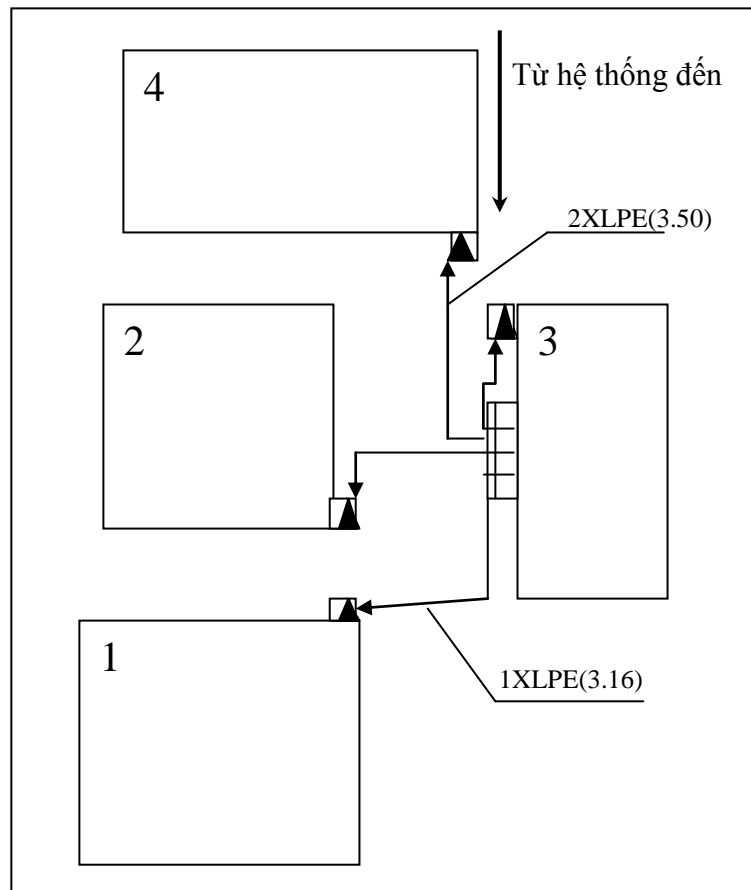 4
Từ hệ thống đến
2XLPE(3.50)
2
3
1
1XLPE(3.16)